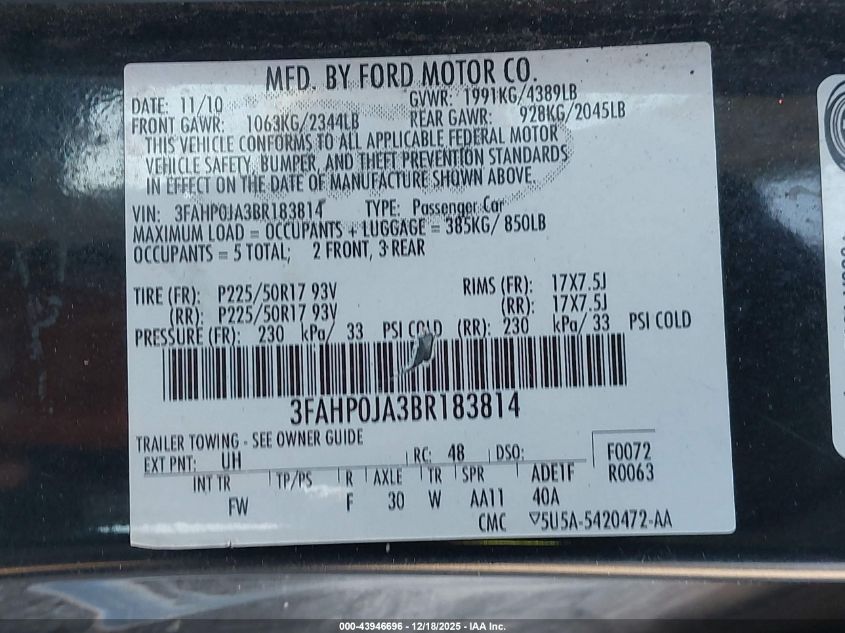 MFD. BY FORD MOTOR CO.
DATE: 11/10 GVWR: 1991KG/4389LB
FRONT GAWR: 1063KG/2344LB REAR GAWR: 928KG/2045LB
THIS VEHICLE CONFORMS TO ALL APPLICABLE FEDERAL MOTOR
VEHICLE SAFETY, BUMPER, AND THEFT PREVENTION STANDARDS
IN EFFECT ON THE DATE OF MANUFACTURE SHOWN ABOVE.
VIN: 3FAHP0JA3BR183814 TYPE: Passenger Car
MAXIMUM LOAD = OCCUPANTS + LUGGAGE = 385KG/ 850LB
OCCUPANTS = 5 TOTAL; 2 FRONT, 3 REAR
TIRE (FR): P225/50R17 93V RIMS (FR): 17X7.5J
(RR): P225/50R17 93V (RR): 17X7.5J
PRESSURE (FR): 230 kPa/ 33 PSI COLD (RR): 230 kPa/ 33 PSI COLD
3FAHP0JA3BR183814
TRAILER TOWING - SEE OWNER GUIDE
EXT PNT: UH RC: 48 DSO: F0072
INT TR TP/PS R AXLE TR SPR ADE1F R0063
FW F 30 W AA11 40A
CMC ▽5U5A-5420472-AA
000-43946696 - 12/18/2025 - IAA Inc.